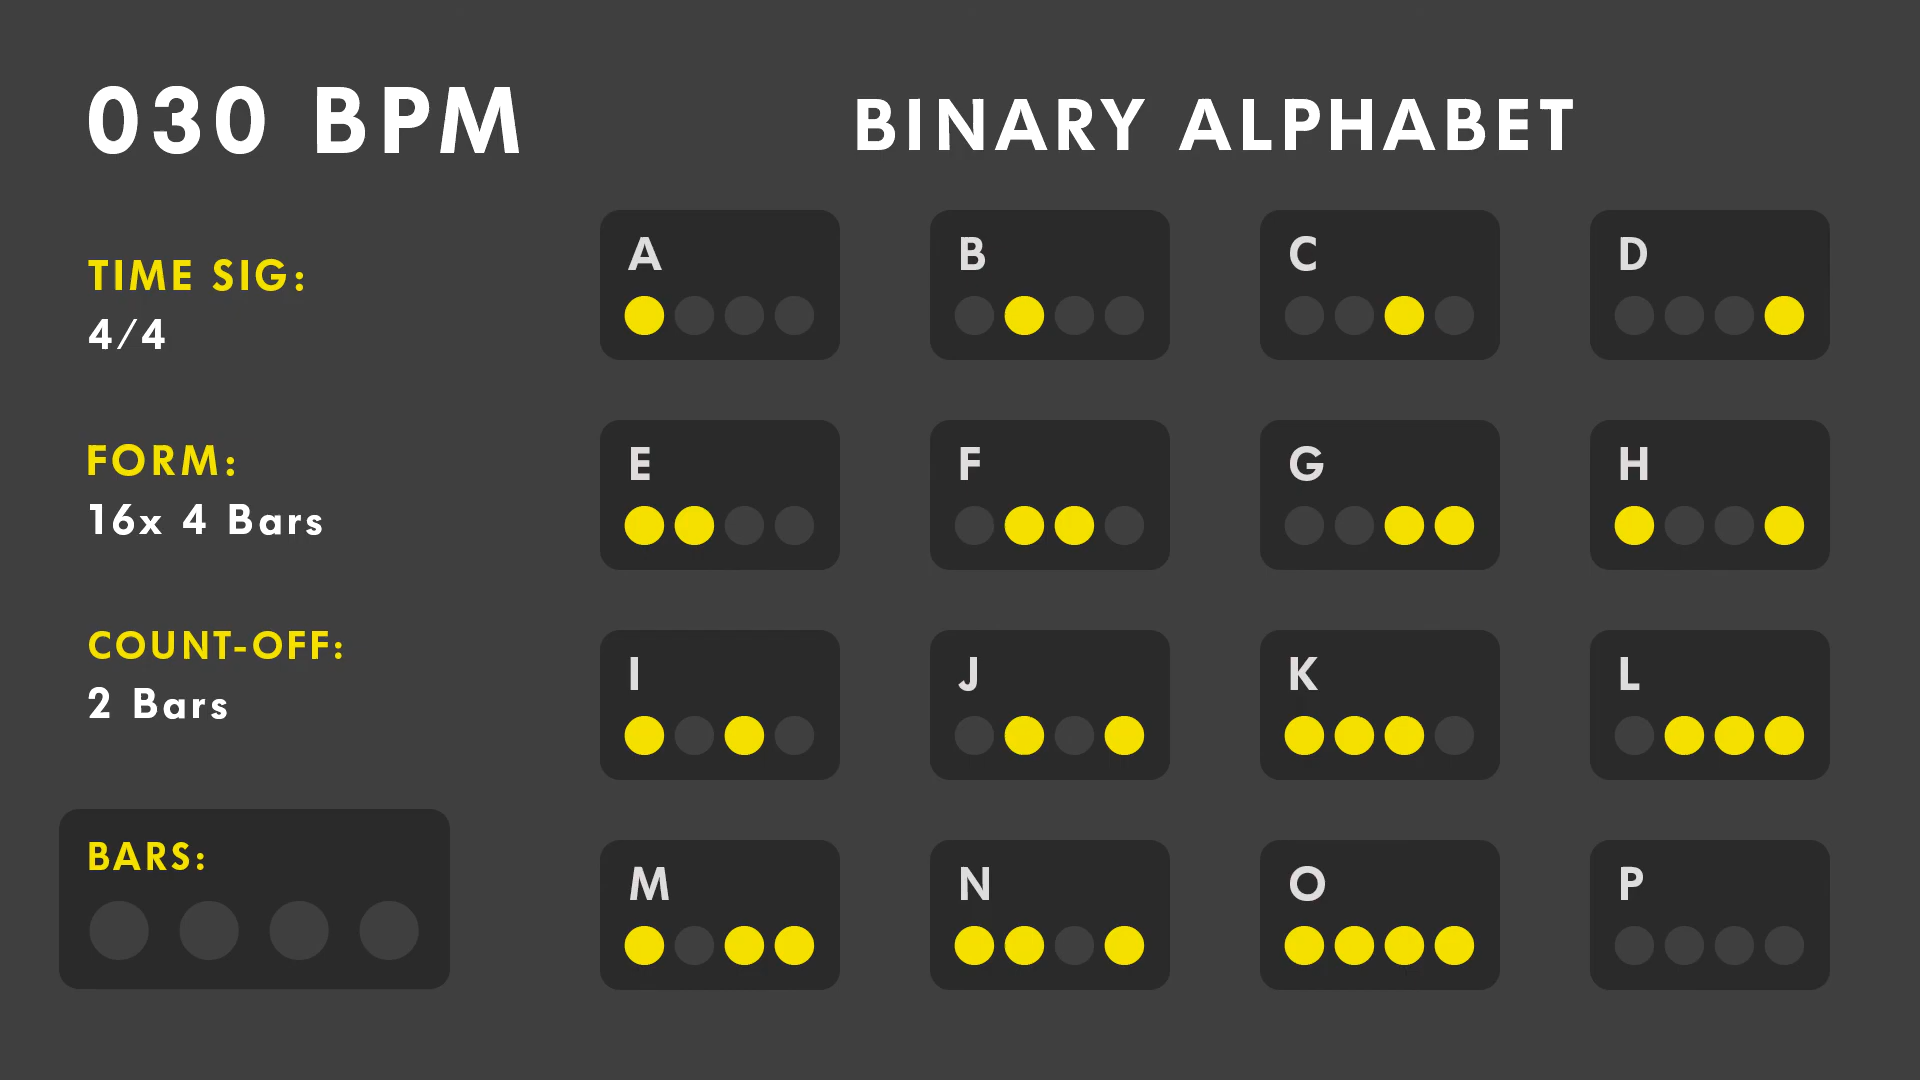 030 BPM
BINARY ALPHABET
TIME SIG:
4/4
FORM:
16x 4 Bars
COUNT-OFF:
2 Bars
BARS:
A
B
C
D
E
F
G
H
I
J
K
L
M
N
O
P